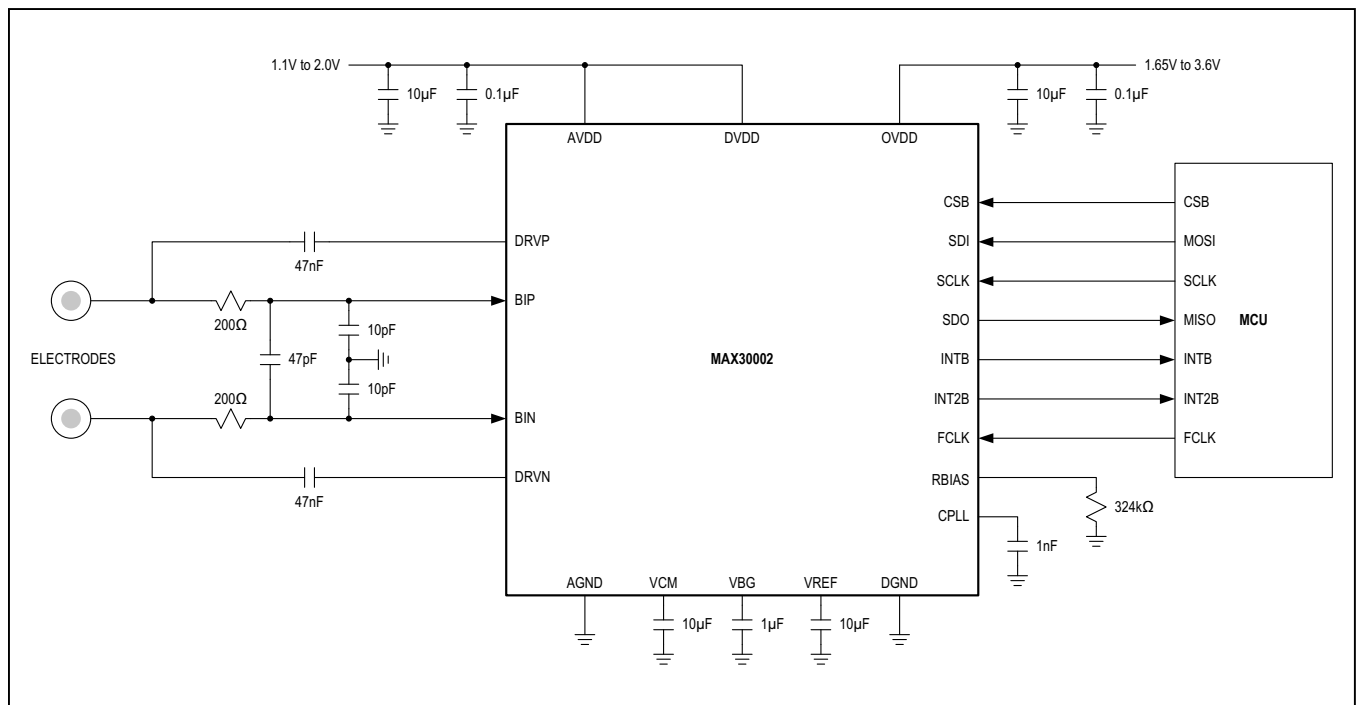 1.1V to 2.0V
10µF
0.1µF
10µF
0.1µF
1.65V to 3.6V
AVDD
DVDD
OVDD
CSB
CSB
DRVP
SDI
MOSI
47nF
SCLK
SCLK
BIP
200Ω
10pF
SDO
MISO
MCU
ELECTRODES
47pF
MAX30002
INTB
INTB
10pF
200Ω
INT2B
INT2B
BIN
FCLK
FCLK
DRVN
RBIAS
47nF
324kΩ
CPLL
1nF
AGND
VCM
VBG
VREF
DGND
10µF
1µF
10µF